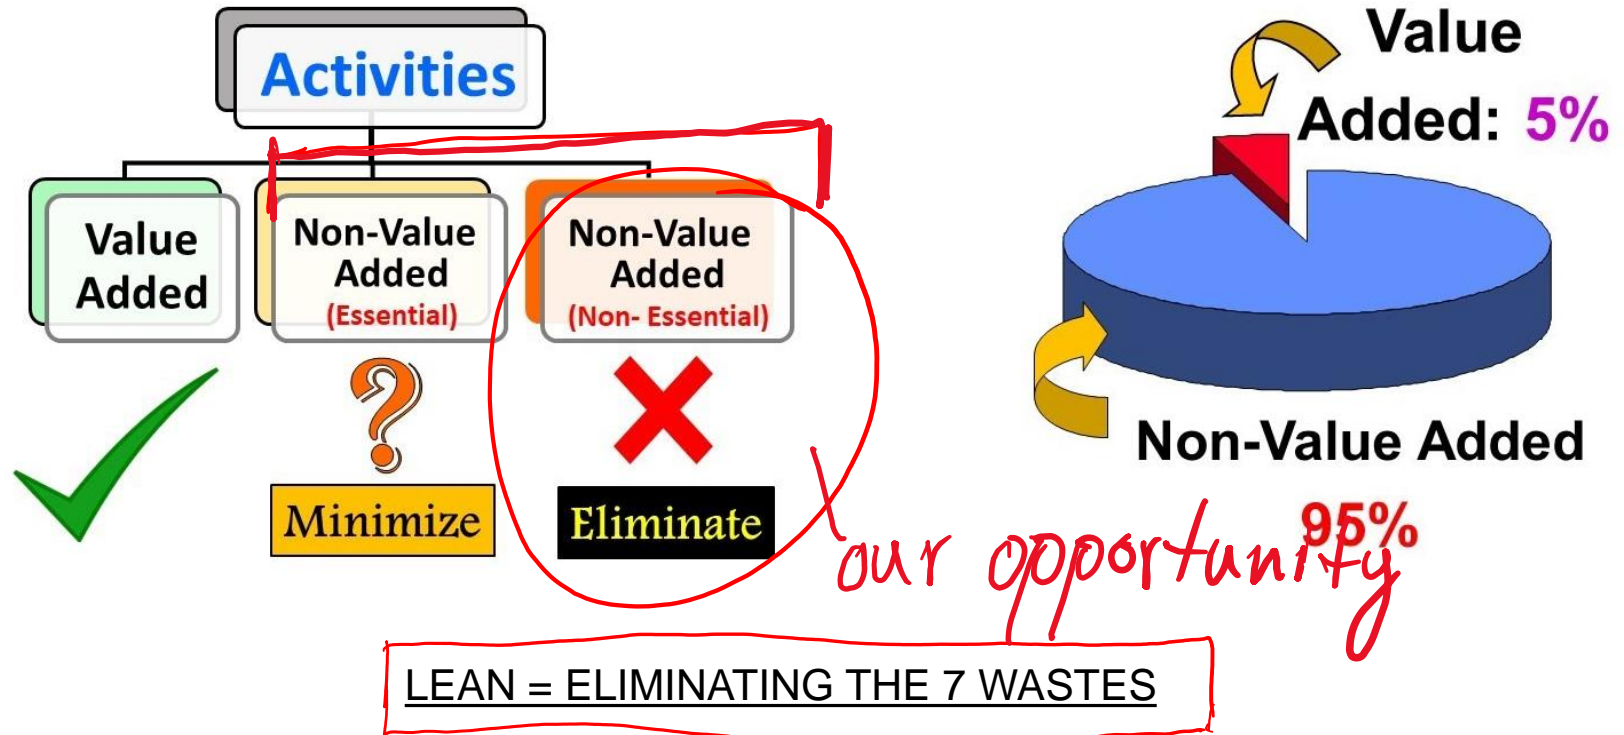 Activities
Value
Added
Non-Value
Added
(Essential)
Non-Value
Added
(Non- Essential)
?
Minimize
Eliminate
Value
Added: 5%
Non-Value Added
95%
our opportunity
LEAN = ELIMINATING THE 7 WASTES